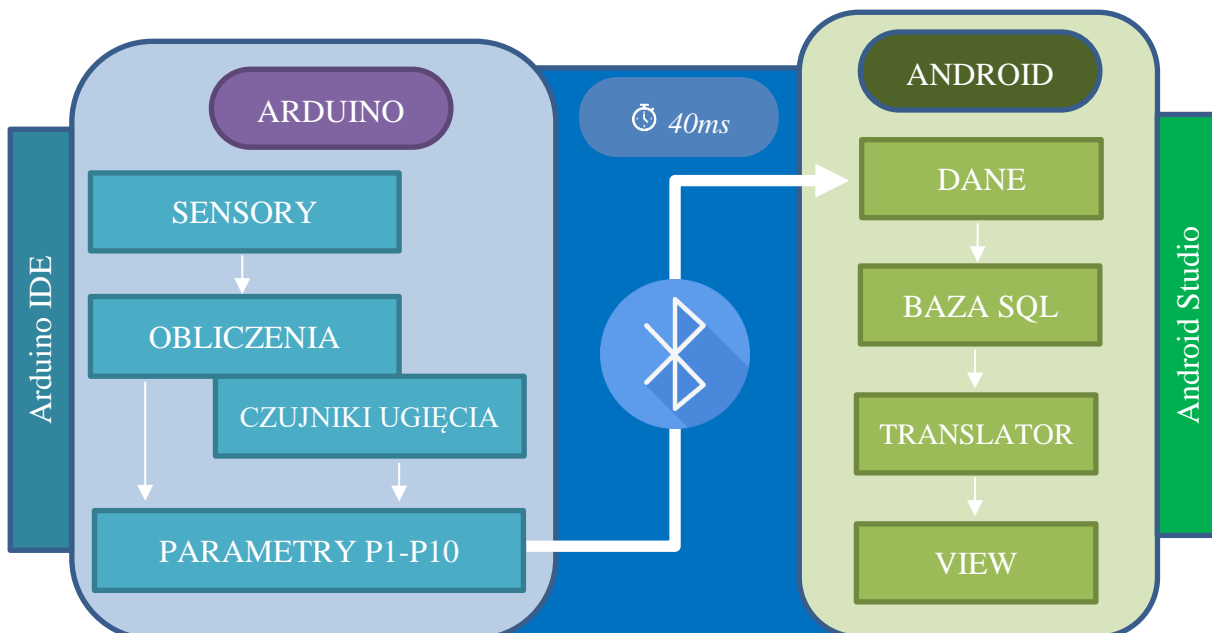 Arduino IDE
ARDUINO
SENSORY
OBLICZENIA
CZUJNIKI UGIĘCIA
PARAMETRY P1-P10
40ms
ANDROID
DANE
BAZA SQL
TRANSLATOR
VIEW
Android Studio